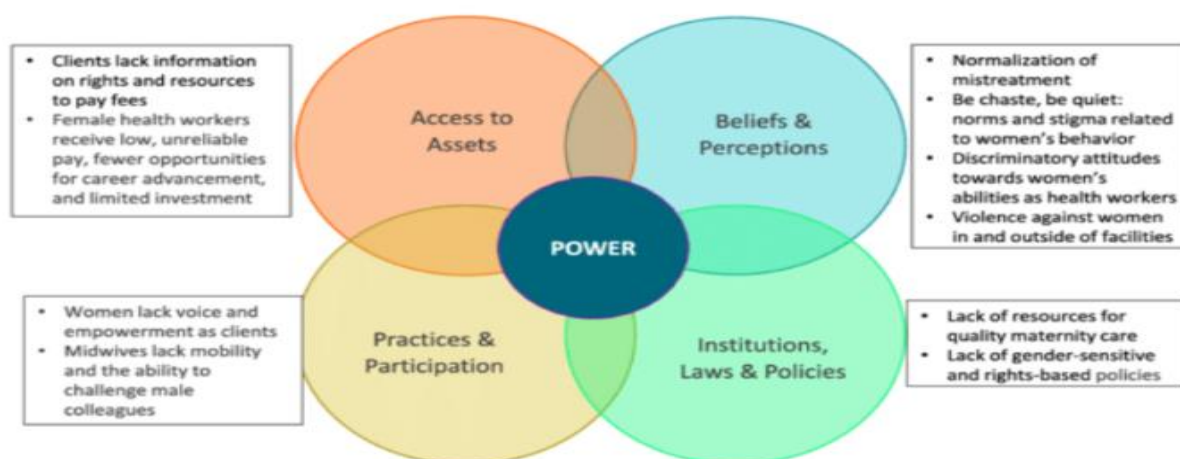 • Clients lack information
on rights and resources
to pay fees
• Female health workers
receive low, unreliable
pay, fewer opportunities
for career advancement,
and limited investment
Access to
Assets
Beliefs &
Perceptions
• Normalization of
mistreatment
• Be chaste, be quiet:
norms and stigma related
to women's behavior
• Discriminatory attitudes
towards women's
abilities as health workers
• Violence against women
in and outside of facilities
POWER
• Women lack voice and
empowerment as clients
• Midwives lack mobility
and the ability to
challenge male
colleagues
Practices &
Participation
Institutions,
Laws & Policies
• Lack of resources for
quality maternity care
• Lack of gender-sensitive
and rights-based policies